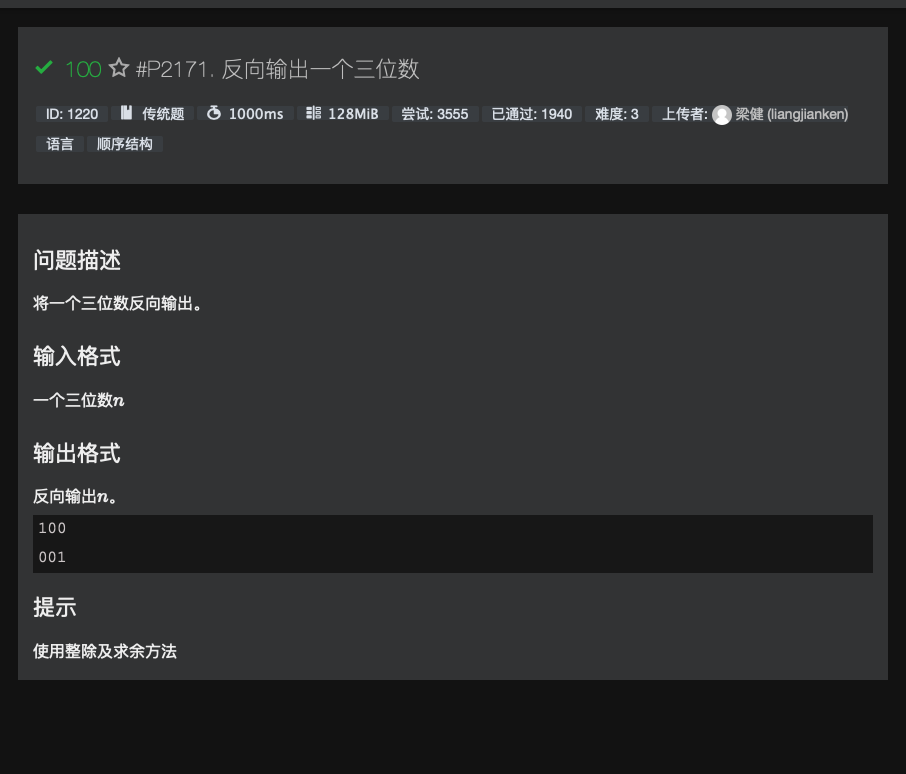 100 #P2171. 反向输出一个三位数
ID: 1220 传统题 1000ms 128MiB 尝试: 3555 已通过: 1940 难度: 3 上传者: 梁健 (liangjianken)
语言 顺序结构
问题描述
将一个三位数反向输出。
输入格式
一个三位数n
输出格式
反向输出n。
100
001
提示
使用整除及求余方法